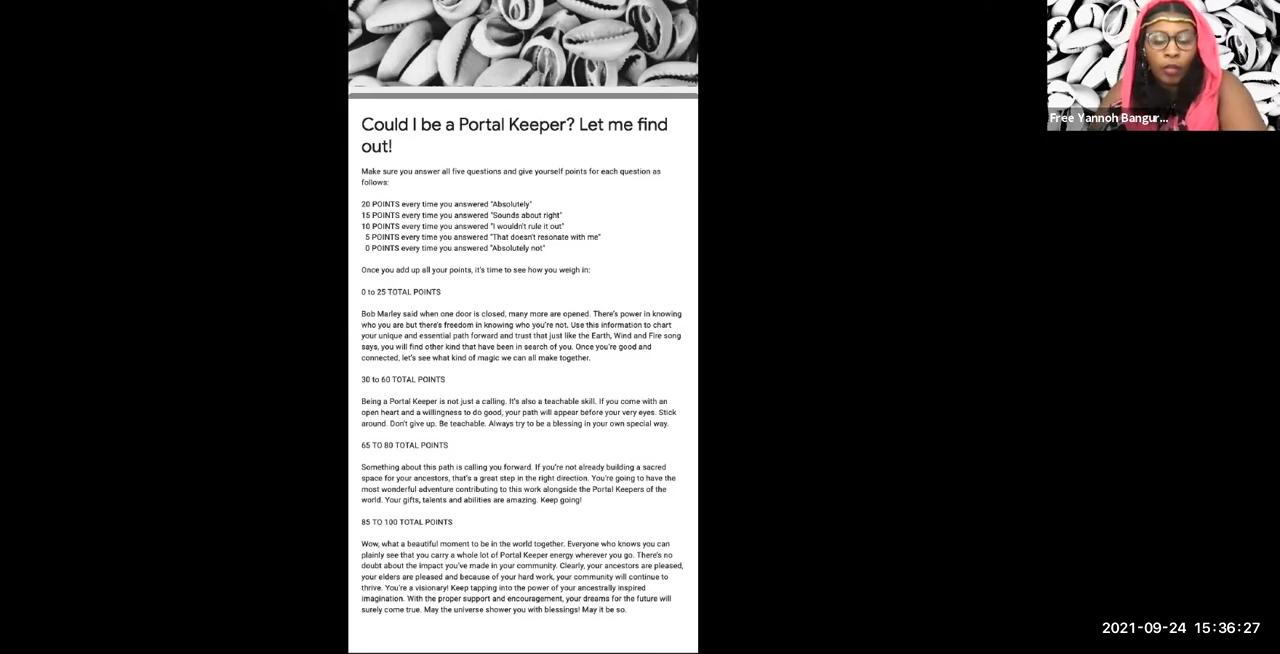 Could I be a Portal Keeper? Let me find
out!
Make sure you answer all five questions and give yourself points for each question as
follows:
20 POINTS every time you answered "Absolutely"
15 POINTS every time you answered "Sounds about right"
10 POINTS every time you answered "I wouldn't rule it out"
5 POINTS every time you answered "That doesn't resonate with me"
0 POINTS every time you answered "Absolutely not"
Once you add up all your points, it's time to see how you weigh in:
0 to 25 TOTAL POINTS
Bob Marley said when one door is closed, many more are opened. There's power in knowing
who you are but there's freedom in knowing who you're not. Use this information to chart
your unique and essential path forward and trust that just like the Earth, Wind and Fire song
says, you will find other kind that have been in search of you. Once you're good and
connected, let's see what kind of magic we can all make together.
30 to 60 TOTAL POINTS
Being a Portal Keeper is not just a calling. It's also a teachable skill. If you come with an
open heart and a willingness to do good, your path will appear before your very eyes. Stick
around. Don't give up. Be teachable. Always try to be a blessing in your own special way.
65 TO 80 TOTAL POINTS
Something about this path is calling you forward. If you're not already building a sacred
space for your ancestors, that's a great step in the right direction. You're going to have the
most wonderful adventure contributing to this work alongside the Portal Keepers of the
world. Your gifts, talents and abilities are amazing. Keep going!
85 TO 100 TOTAL POINTS
Wow, what a beautiful moment to be in the world together. Everyone who knows you can
plainly see that you carry a whole lot of Portal Keeper energy wherever you go. There's no
doubt about the impact you've made in your community. Clearly, your ancestors are pleased,
your elders are pleased and because of your hard work, your community will continue to
thrive. You're a visionary! Keep tapping into the power of your ancestrally inspired
imagination. With the proper support and encouragement, your dreams for the future will
surely come true. May the universe shower you with blessings! May it be so.
Free Yannoh Bangur...
2021-09-24 15:36:27